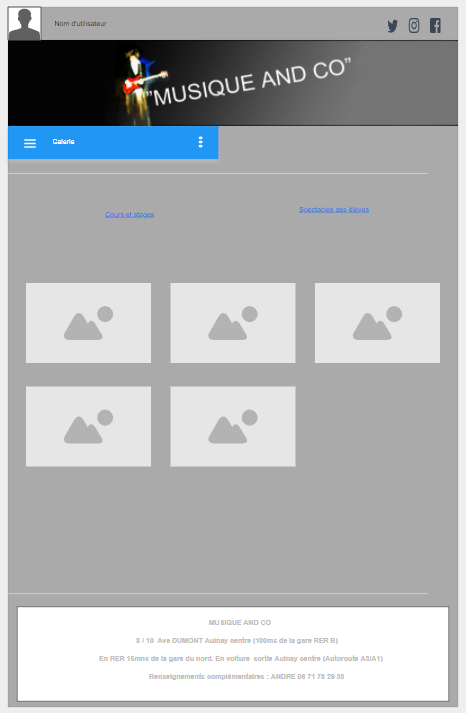 Nom d'utilisateur
"MUSIQUE AND CO"
Galerie
Cours et stages
Spectacles des élèves
MUSIQUE AND CO
8 / 10 Ave DUMONT Aulnay centre (100ms de la gare RER B)
En RER 15mns de la gare du nord, En voiture sortie Aulnay centre (Autoroute A3/A1)
Renseignements complémentaires : ANDRE 06 71 78 29 30